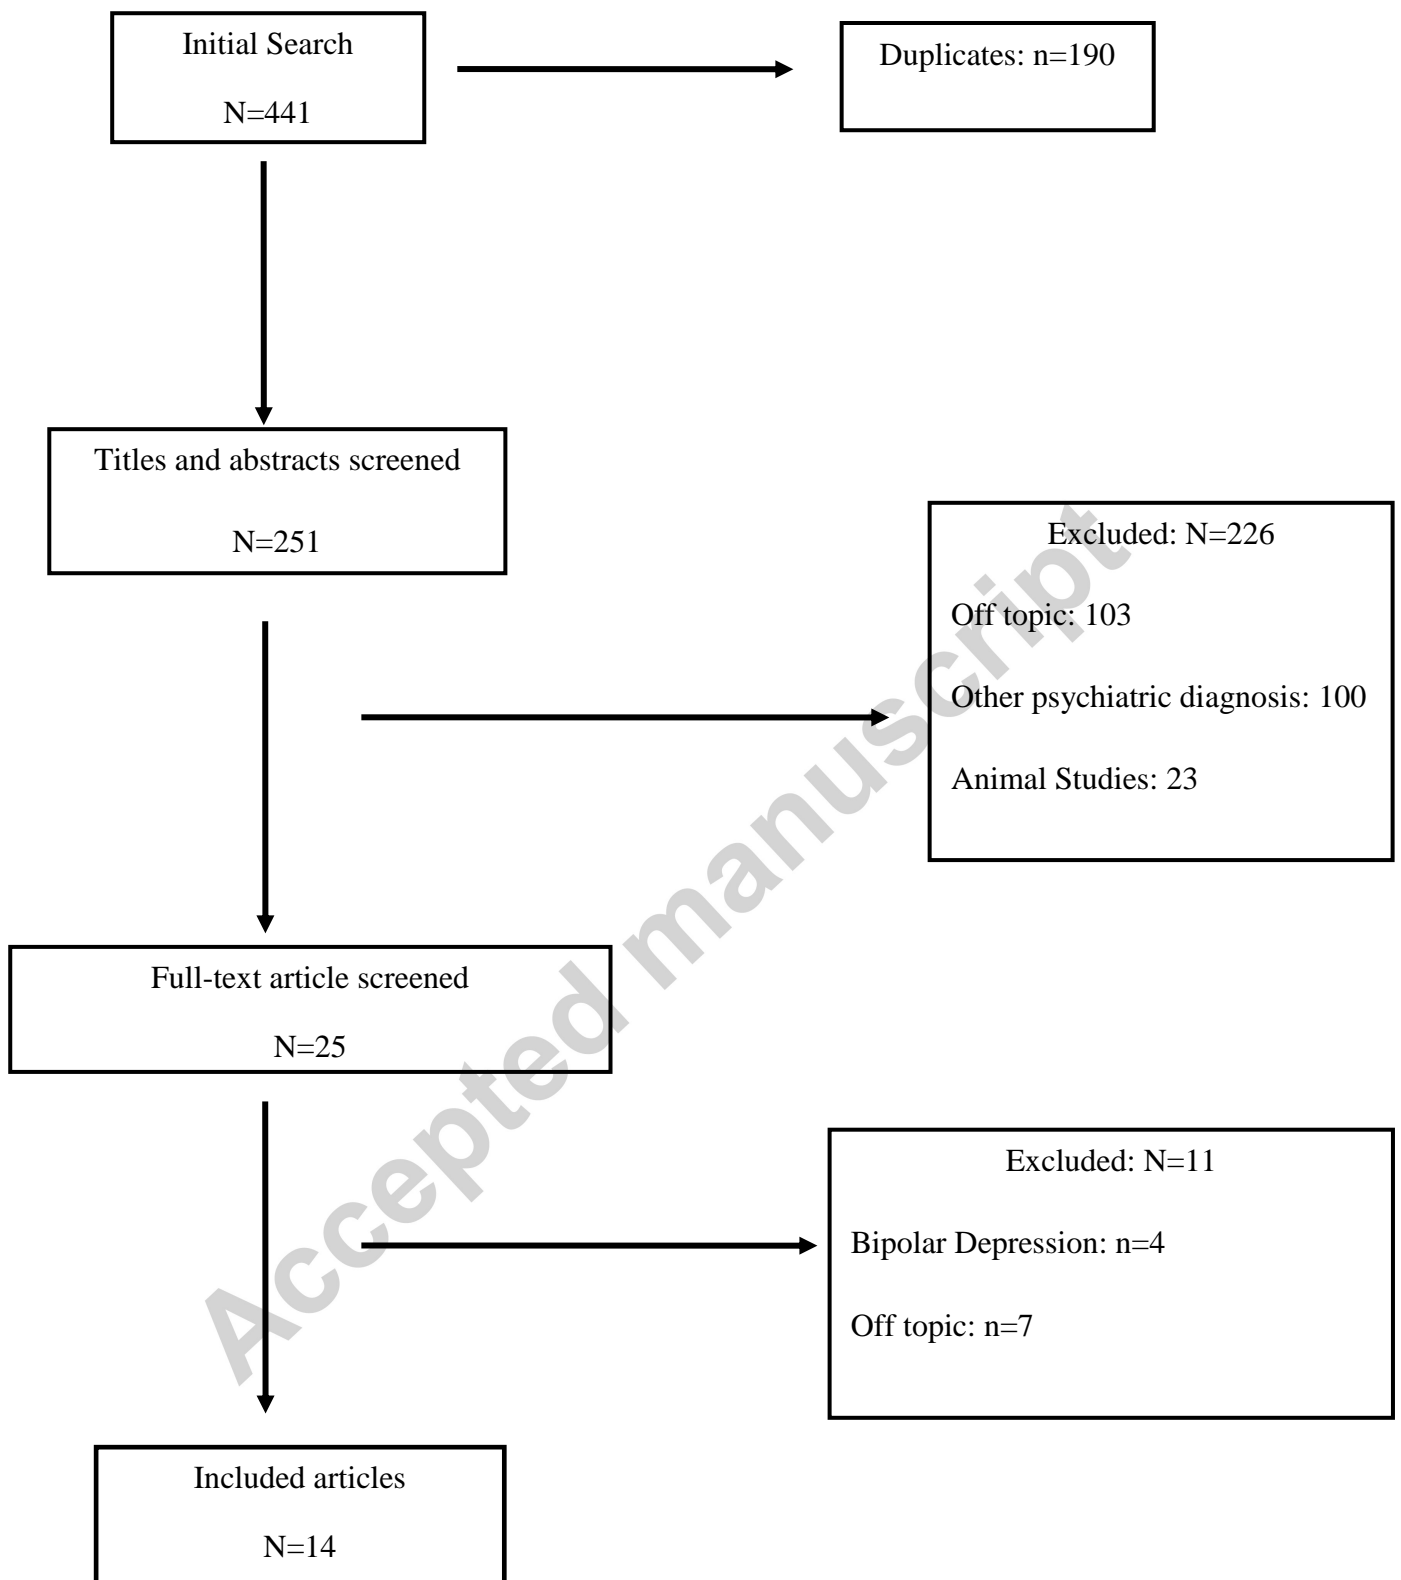 Initial Search
N=441
Duplicates: n=190
Titles and abstracts screened
N=251
Excluded: N=226
Off topic: 103
Other psychiatric diagnosis: 100
Animal Studies: 23
Full-text article screened
N=25
Excluded: N=11
Bipolar Depression: n=4
Off topic: n=7
Included articles
N=14
Accepted manuscript